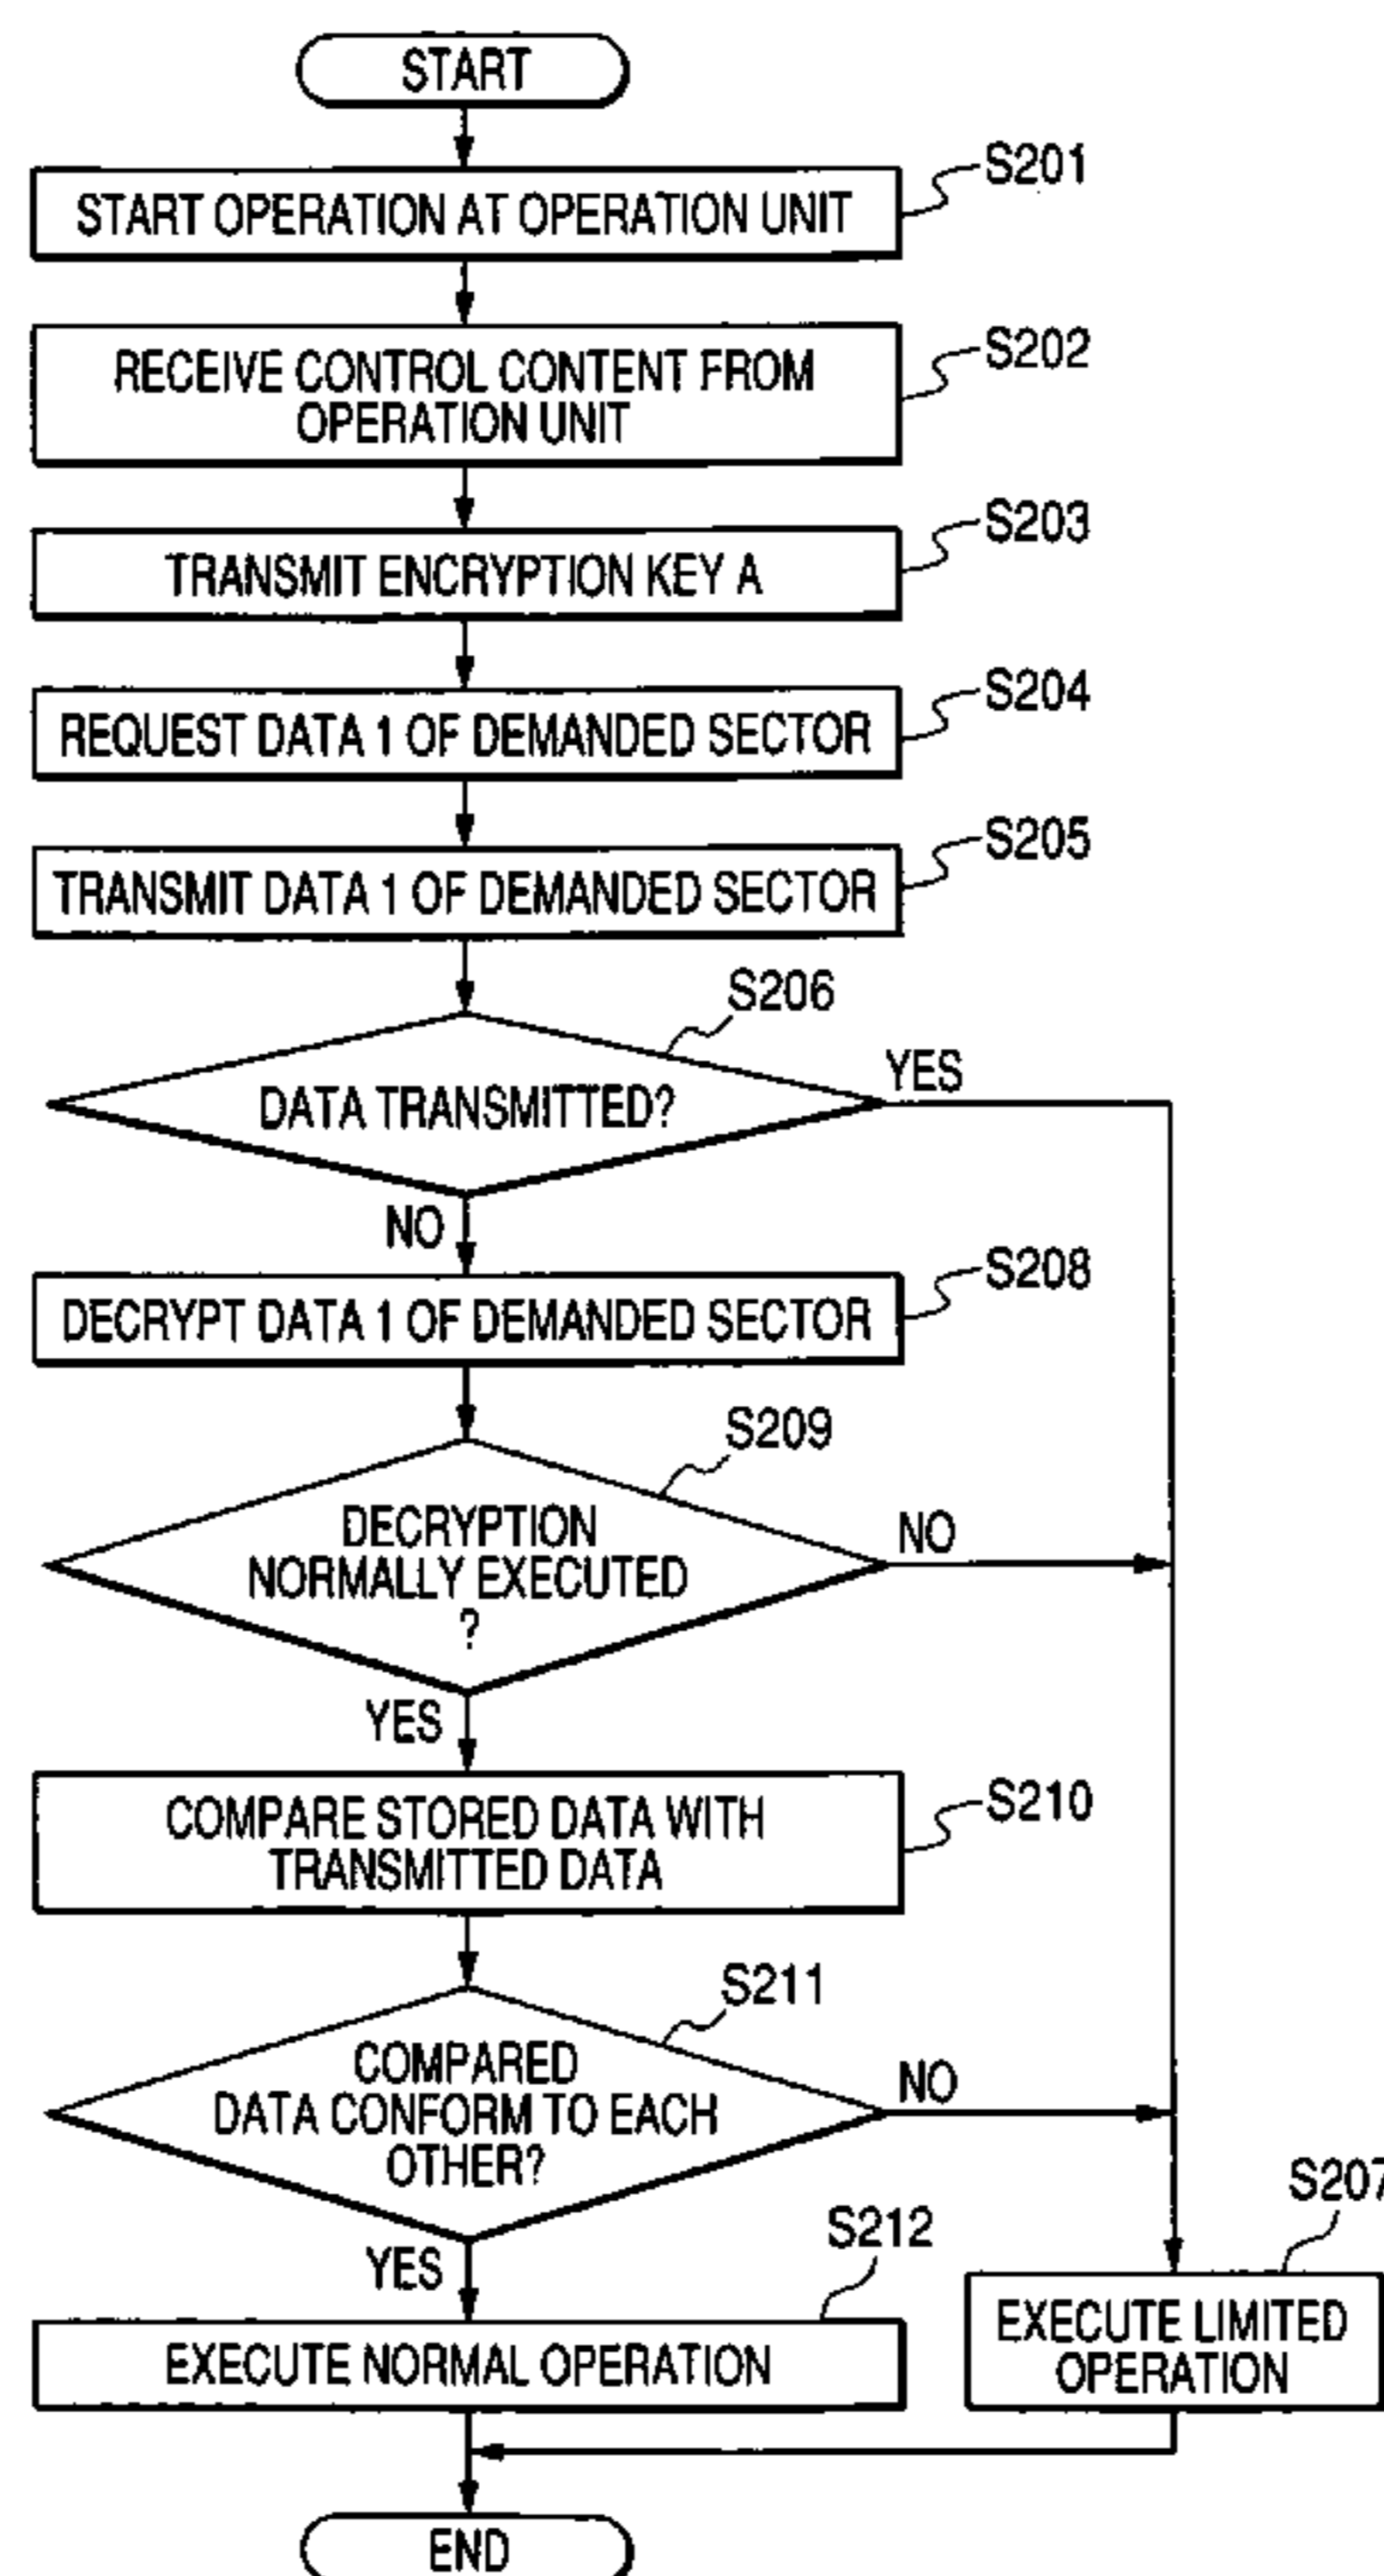 START
S201
START OPERATION AT OPERATION UNIT
S202
RECEIVE CONTROL CONTENT FROM
OPERATION UNIT
S203
TRANSMIT ENCRYPTION KEY A
S204
REQUEST DATA 1 OF DEMANDED SECTOR
S205
TRANSMIT DATA 1 OF DEMANDED SECTOR
S206
DATA TRANSMITTED?
YES
NO
S208
DECRYPT DATA 1 OF DEMANDED SECTOR
S209
DECRYPTION
NORMALLY EXECUTED
?
NO
YES
S210
COMPARE STORED DATA WITH
TRANSMITTED DATA
S211
COMPARED
DATA CONFORM TO EACH
OTHER?
NO
YES
S212
EXECUTE NORMAL OPERATION
S207
EXECUTE LIMITED
OPERATION
END